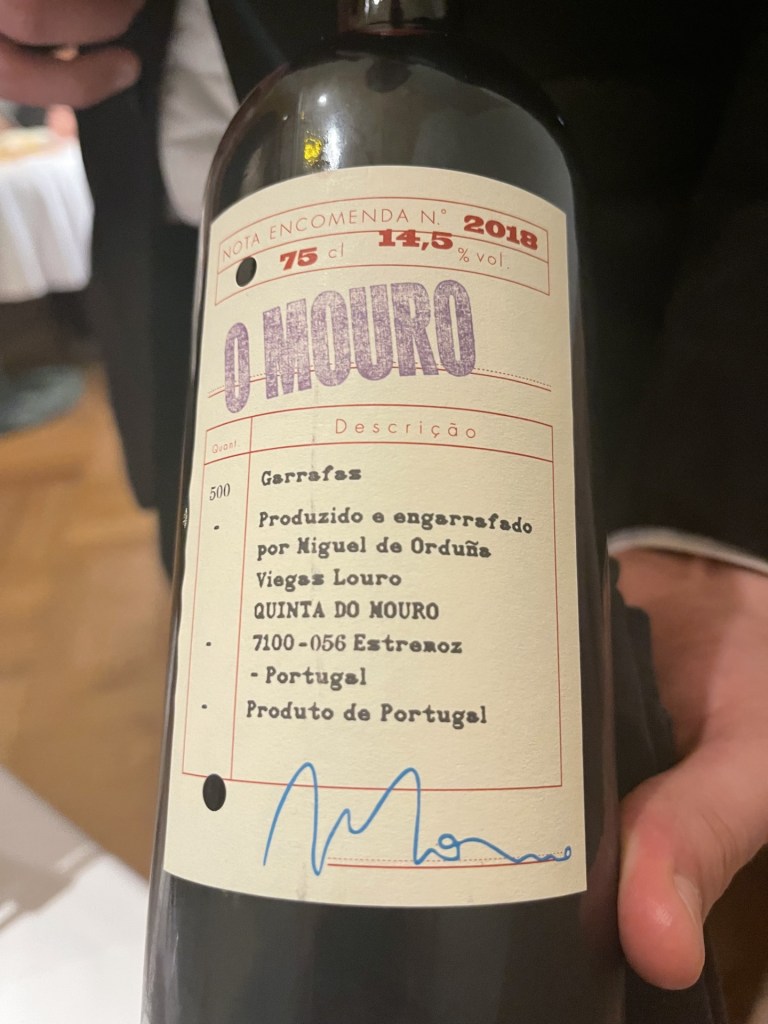 NOTA ENCOMENDA N.º 2018
75 cl 14,5 % vol.
O MOURO
Quant. Descrição
500 Garrafas
- Produzido e engarrafado
por Miguel de Orduña
Viegas Louro
QUINTA DO MOURO
- 7100-056 Estremoz
- Portugal
- Produto de Portugal